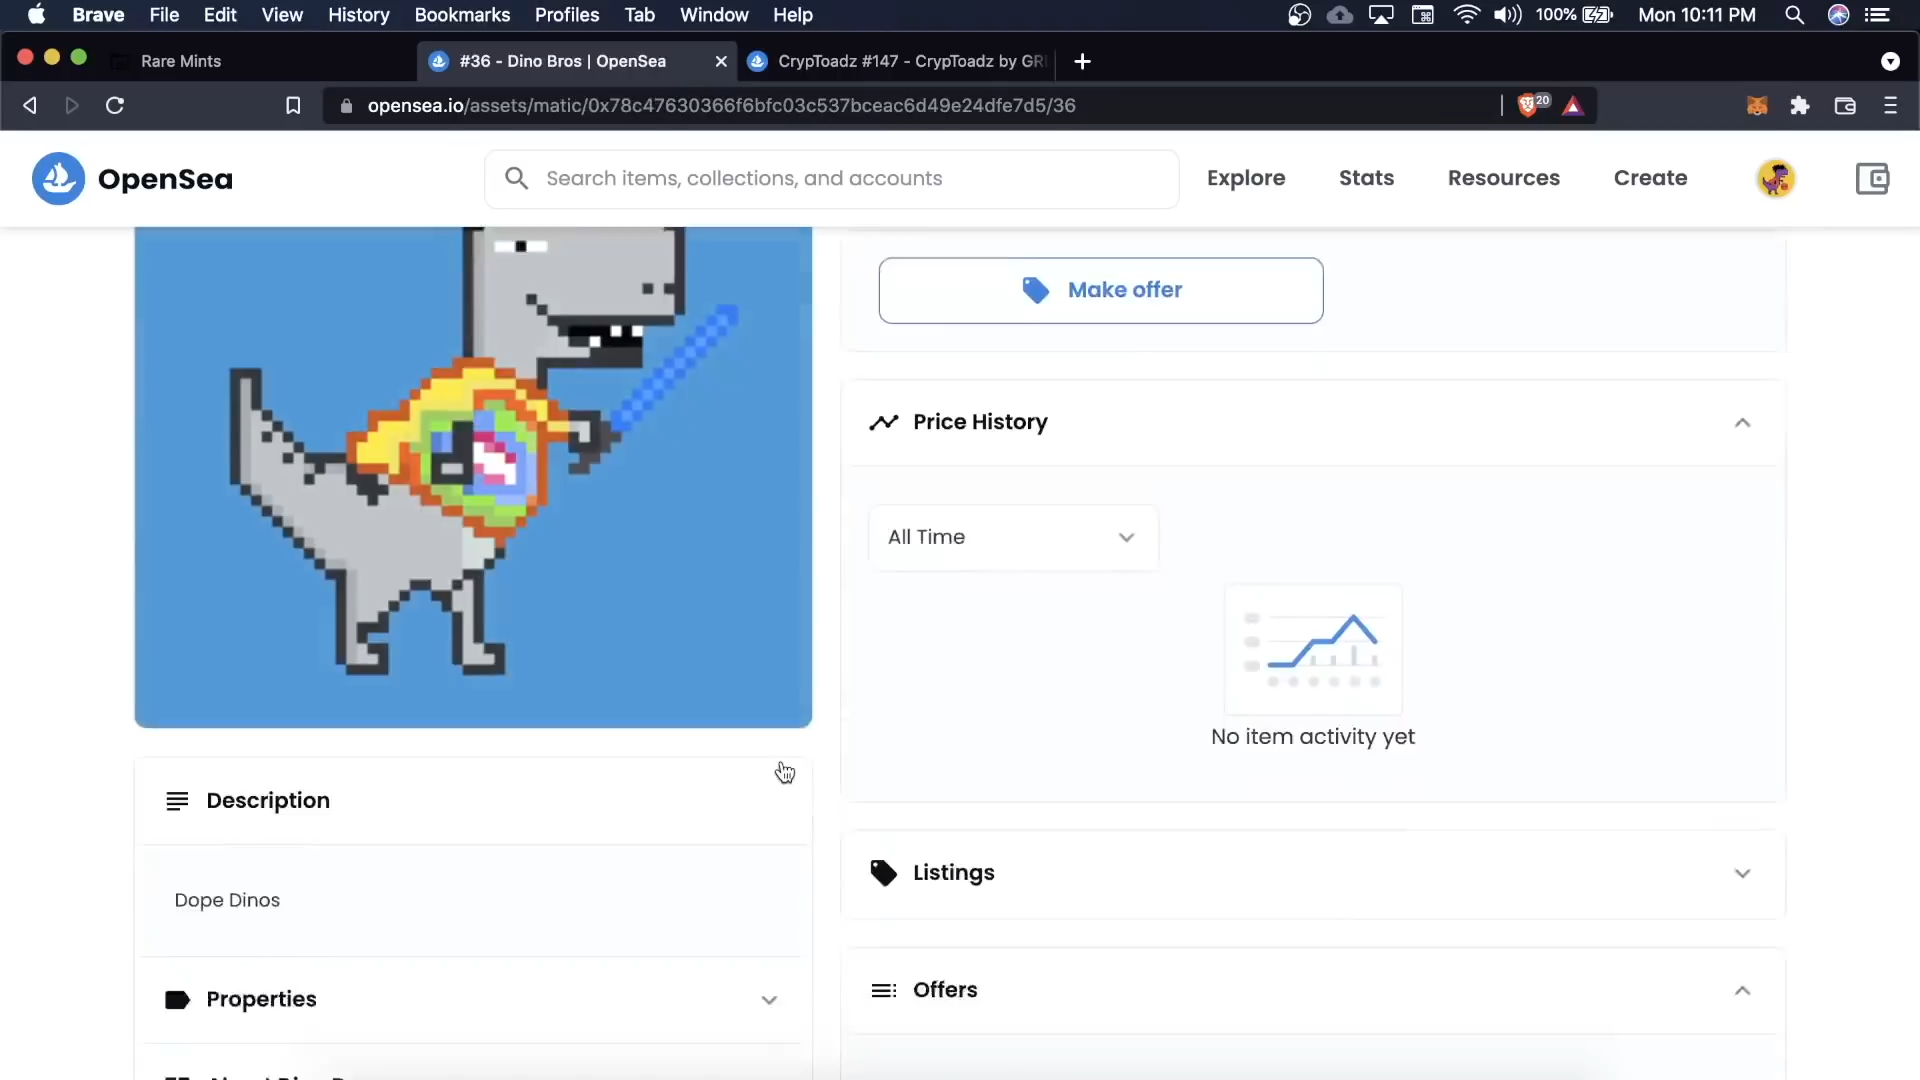 Brave File Edit View History Bookmarks Profiles Tab Window Help 100% Mon 10:11 PM
Rare Mints #36 - Dino Bros | OpenSea CrypToadz #147 - CrypToadz by GR
opensea.io/assets/matic/0x78c47630366f6bfc03c537bceac6d49e24dfe7d5/36 20
OpenSea Search items, collections, and accounts Explore Stats Resources Create
Make offer
Price History
All Time
No item activity yet
Description
Dope Dinos
Listings
Properties
Offers